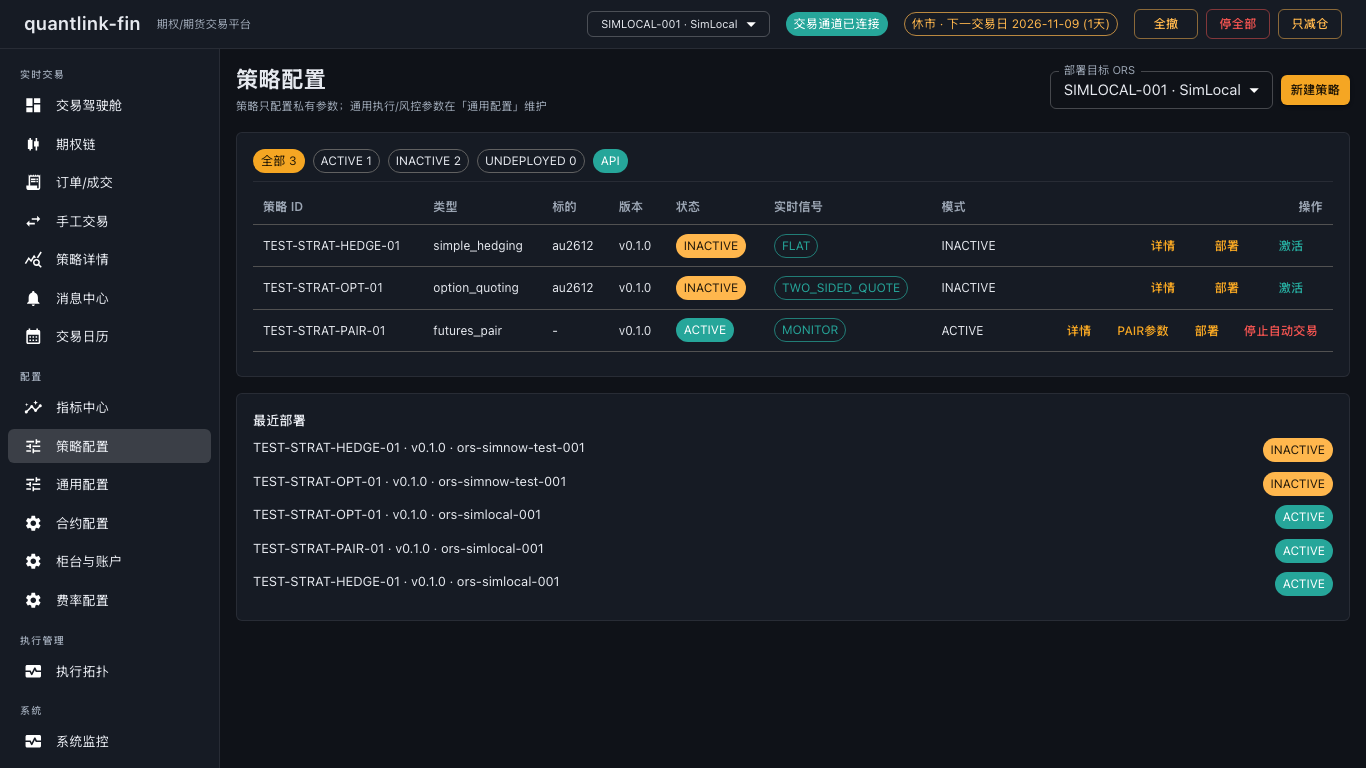 quantlink-fin 期权/期货交易平台 SIMLOCAL-001 · SimLocal 交易通道已连接 休市 · 下一交易日 2026-11-09 (1天) 全撤 停全部 只减仓
实时交易
交易驾驶舱
期权链
订单/成交
手工交易
策略详情
消息中心
交易日历
配置
指标中心
策略配置
通用配置
合约配置
柜台与账户
费率配置
执行管理
执行拓扑
系统
系统监控
策略配置
策略只配置私有参数；通用执行/风控参数在「通用配置」维护
部署目标 ORS
SIMLOCAL-001 · SimLocal
新建策略
全部 3 ACTIVE 1 INACTIVE 2 UNDEPLOYED 0 API
策略 ID 类型 标的 版本 状态 实时信号 模式 操作
TEST-STRAT-HEDGE-01 simple_hedging au2612 v0.1.0 INACTIVE FLAT INACTIVE 详情 部署 激活
TEST-STRAT-OPT-01 option_quoting au2612 v0.1.0 INACTIVE TWO_SIDED_QUOTE INACTIVE 详情 部署 激活
TEST-STRAT-PAIR-01 futures_pair - v0.1.0 ACTIVE MONITOR ACTIVE 详情 PAIR参数 部署 停止自动交易
最近部署
TEST-STRAT-HEDGE-01 · v0.1.0 · ors-simnow-test-001 INACTIVE
TEST-STRAT-OPT-01 · v0.1.0 · ors-simnow-test-001 INACTIVE
TEST-STRAT-OPT-01 · v0.1.0 · ors-simlocal-001 ACTIVE
TEST-STRAT-PAIR-01 · v0.1.0 · ors-simlocal-001 ACTIVE
TEST-STRAT-HEDGE-01 · v0.1.0 · ors-simlocal-001 ACTIVE